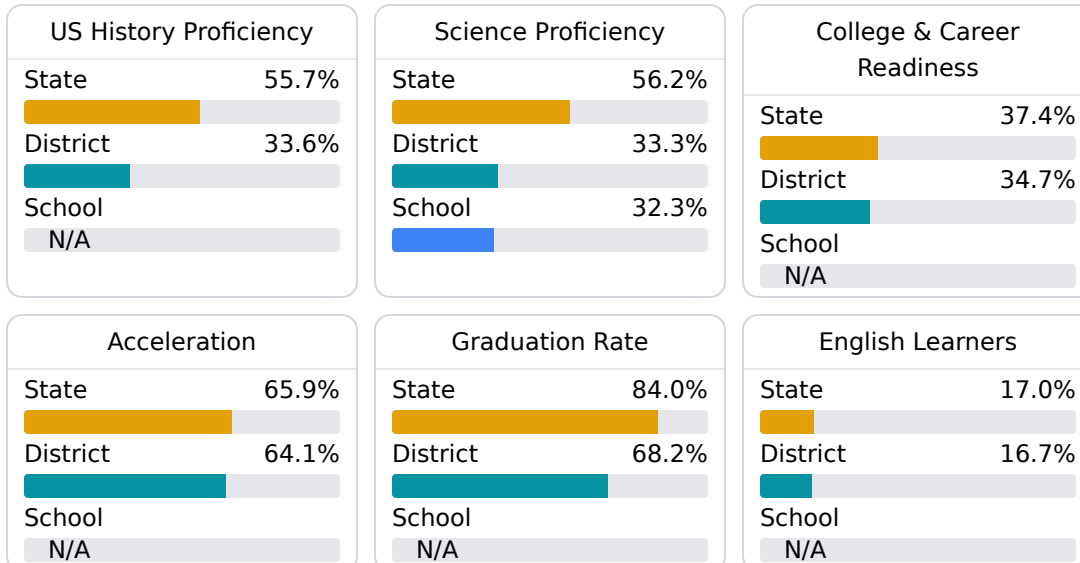 US History Proficiency
State 55.7%
District 33.6%
School
N/A
Science Proficiency
State 56.2%
District 33.3%
School 32.3%
College & Career
Readiness
State 37.4%
District 34.7%
School
N/A
Acceleration
State 65.9%
District 64.1%
School
N/A
Graduation Rate
State 84.0%
District 68.2%
School
N/A
English Learners
State 17.0%
District 16.7%
School
N/A